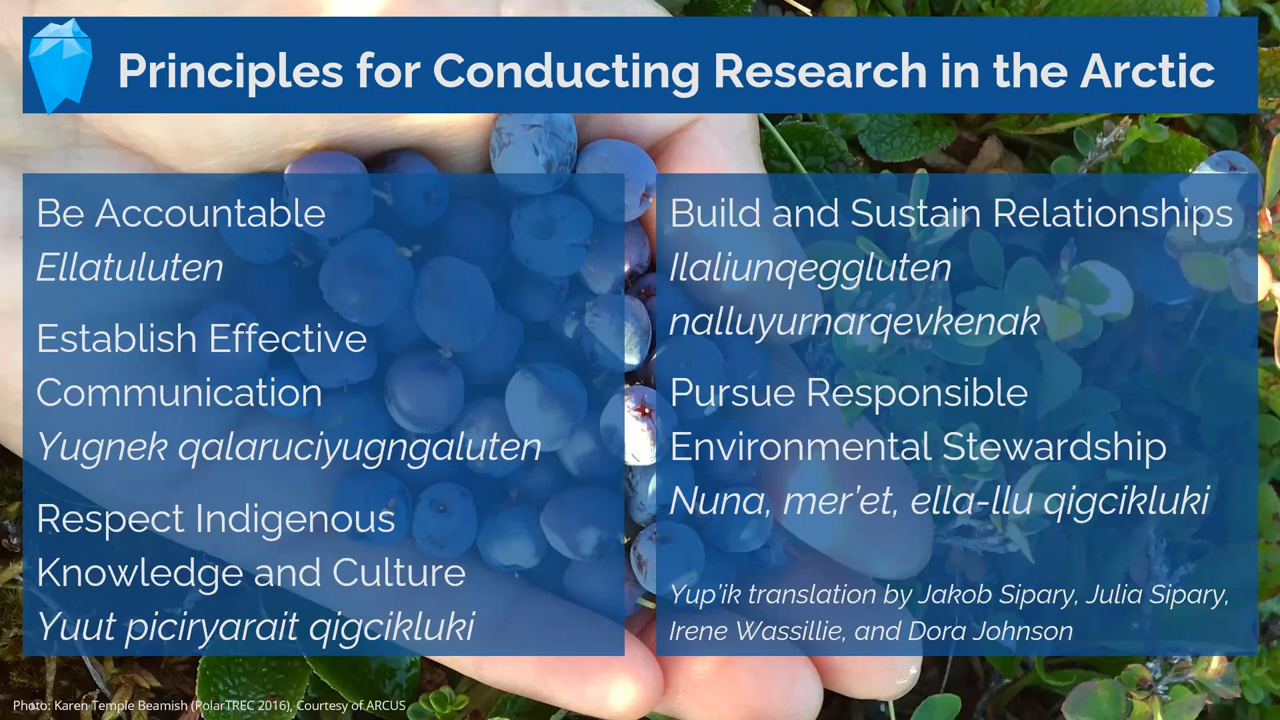 Principles for Conducting Research in the Arctic
Be Accountable
Ellatuluten
Establish Effective
Communication
Yugnek qalaruciyugngaluten
Respect Indigenous
Knowledge and Culture
Yuut piciryarait qigcikluki
Build and Sustain Relationships
Ilaliunqeggluten
nalluyurnarqevkenak
Pursue Responsible
Environmental Stewardship
Nuna, mer'et, ella-llu qigcikluki
Yup'ik translation by Jakob Sipary, Julia Sipary,
Irene Wassillie, and Dora Johnson
Photo: Karen Temple Beamish (PolarTREC 2016), Courtesy of ARCUS